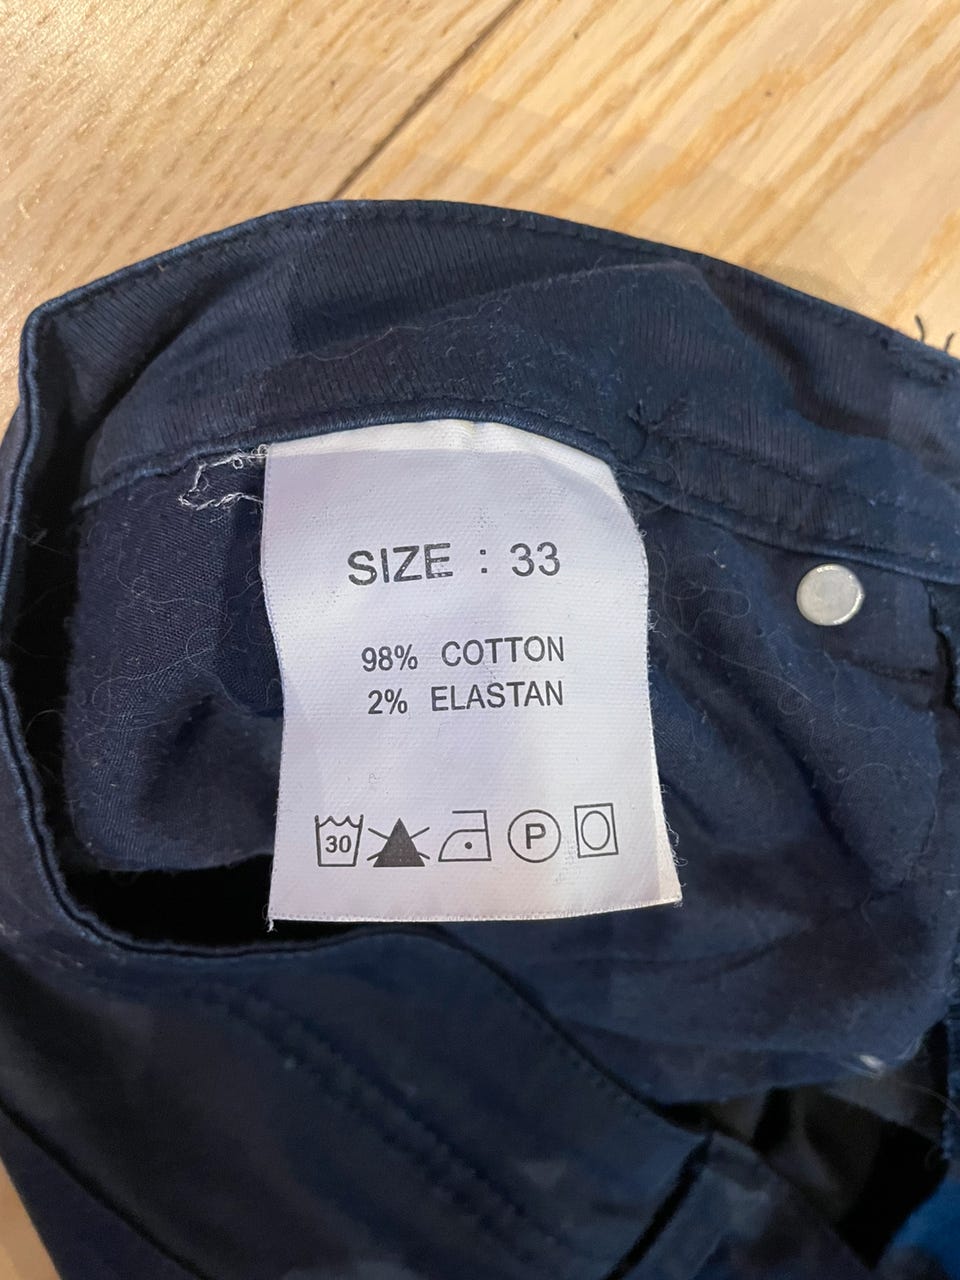 SIZE : 33
98% COTTON
2% ELASTAN
30 P